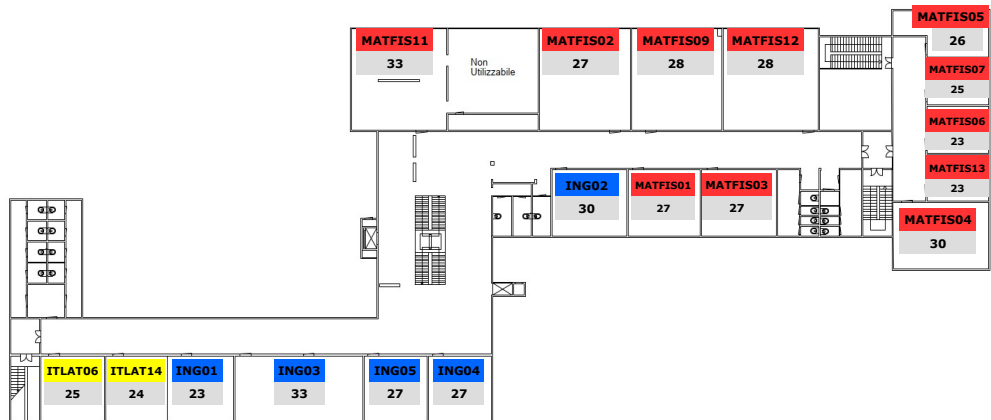 MATFIS05
26
MATFIS11
33
Non
Utilizzabile
MATFIS02
27
MATFIS09
28
MATFIS12
28
MATFIS07
25
MATFIS06
23
MATFIS13
23
ING02
30
MATFIS01
27
MATFIS03
27
MATFIS04
30
ITLAT06
25
ITLAT14
24
ING01
23
ING03
33
ING05
27
ING04
27